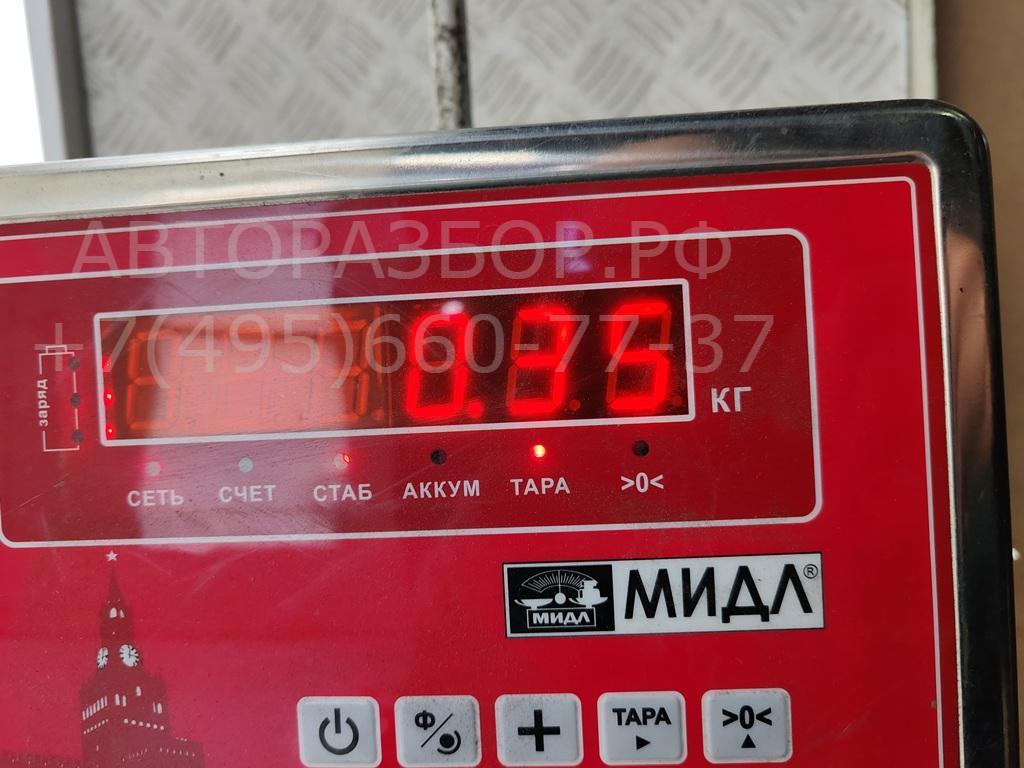 АВТОРАЗБОР.РФ
+7(495)660-77-37
0.35
КГ
заряд
СЕТЬ СЧЕТ СТАБ АККУМ ТАРА >0<
МИДЛ МИДЛ®
Ф + ТАРА >0<